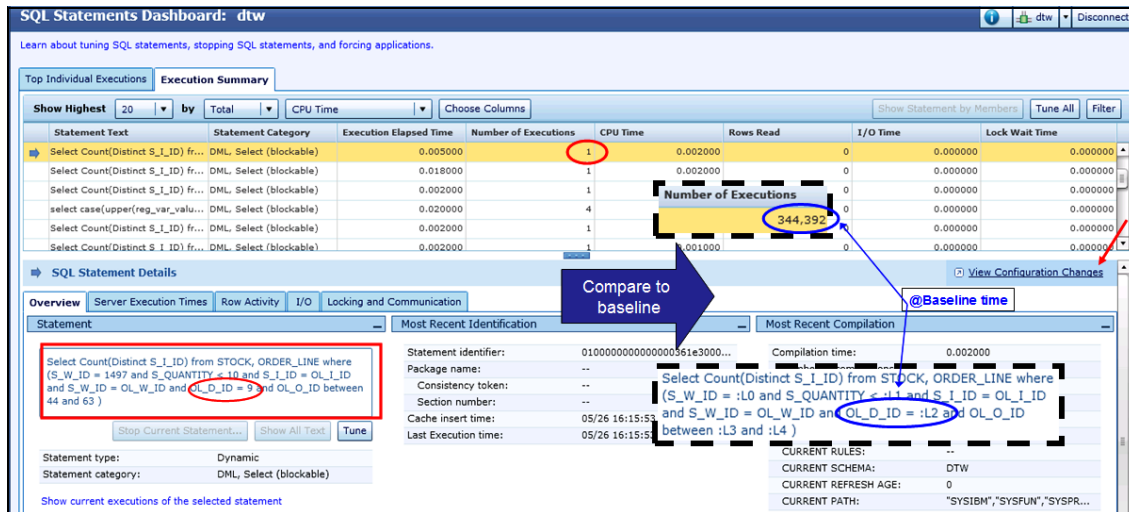 SQL Statements Dashboard: dtw
dtw
Disconnect
Learn about tuning SQL statements, stopping SQL statements, and forcing applications.
Top Individual Executions Execution Summary
Show Highest 20 by Total CPU Time Choose Columns Show Statement by Members Tune All Filter
Statement Text Statement Category Execution Elapsed Time Number of Executions CPU Time Rows Read I/O Time Lock Wait Time
Select Count(Distinct S_I_ID) fr... DML, Select (blockable) 0.005000 1 0.002000 0 0.000000 0.000000
Select Count(Distinct S_I_ID) fr... DML, Select (blockable) 0.018000 1 0.002000 0 0.000000 0.000000
Select Count(Distinct S_I_ID) fr... DML, Select (blockable) 0.002000 1 0 0.000000 0.000000
select case(upper(reg_var_valu... DML, Select (blockable) 0.020000 4 0 0.000000 0.000000
Select Count(Distinct S_I_ID) fr... DML, Select (blockable) 0.002000 1 0.000000 0.000000
Select Count(Distinct S_I_ID) fr... DML, Select (blockable) 0.002000 1 0.001000 0 0.000000 0.000000
Number of Executions
344,392
SQL Statement Details
View Configuration Changes
Compare to
baseline
@Baseline time
Overview Server Execution Times Row Activity I/O Locking and Communication
Statement
Select Count(Distinct S_I_ID) from STOCK, ORDER_LINE where
(S_W_ID = 1497 and S_QUANTITY < 10 and S_I_ID = OL_I_ID
and S_W_ID = OL_W_ID and OL_D_ID = 9 and OL_O_ID between
44 and 63 )
Stop Current Statement... Show All Text Tune
Statement type: Dynamic
Statement category: DML, Select (blockable)
Show current executions of the selected statement
Most Recent Identification
Statement identifier: 0100000000000000361e3000...
Package name: --
Consistency token: --
Section number: --
Cache insert time: 05/26 16:15:53
Last Execution time: 05/26 16:15:53
Most Recent Compilation
Compilation time: 0.002000
Select Count(Distinct S_I_ID) from STOCK, ORDER_LINE where
(S_W_ID = :L0 and S_QUANTITY < :L1 and S_I_ID = OL_I_ID
and S_W_ID = OL_W_ID and OL_D_ID = :L2 and OL_O_ID
between :L3 and :L4 )
CURRENT RULES: --
CURRENT SCHEMA: DTW
CURRENT REFRESH AGE: 0
CURRENT PATH: "SYSIBM","SYSFUN","SYSPR...